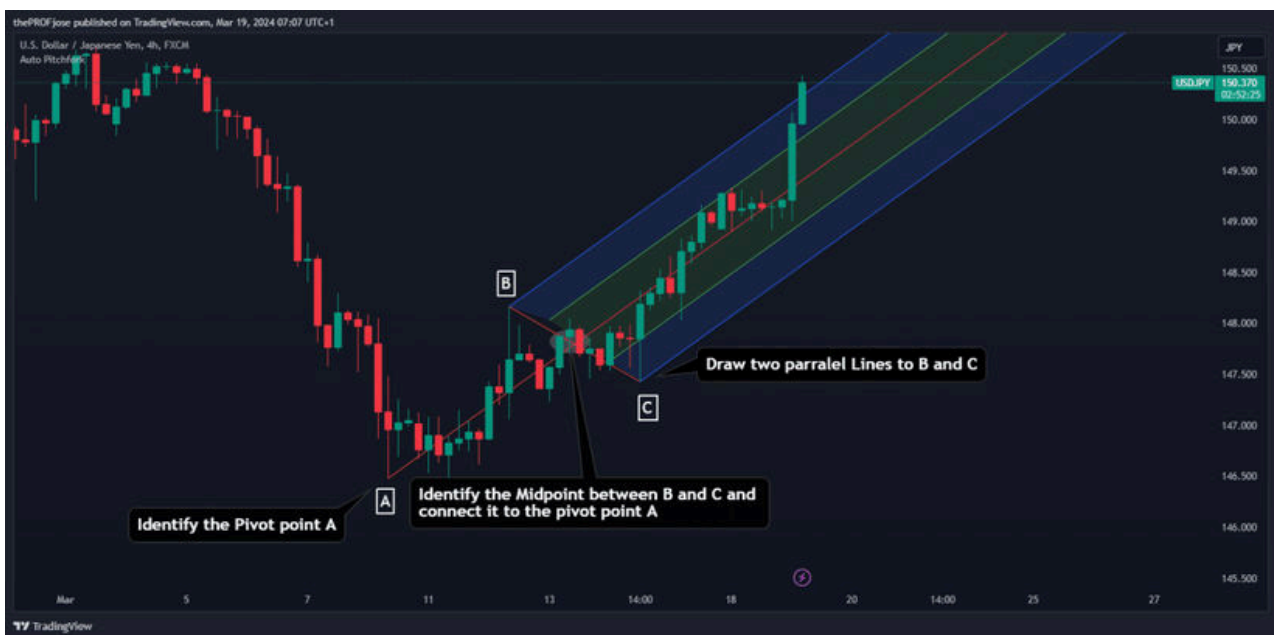 thePROFjose published on TradingView.com, Mar 19, 2024 07:07 UTC+1
U.S. Dollar / Japanese Yen, 4h, FXCM
Auto Pitchfork
JPY
150.500
USDJPY 150.370
02:52:25
150.000
149.500
149.000
148.500
B
148.000
Draw two parralel Lines to B and C
147.500
C
147.000
146.500
A
Identify the Midpoint between B and C and
connect it to the pivot point A
Identify the Pivot point A
146.000
145.500
Mar 5 7 11 13 14:00 18 20 14:00 25 27
TradingView